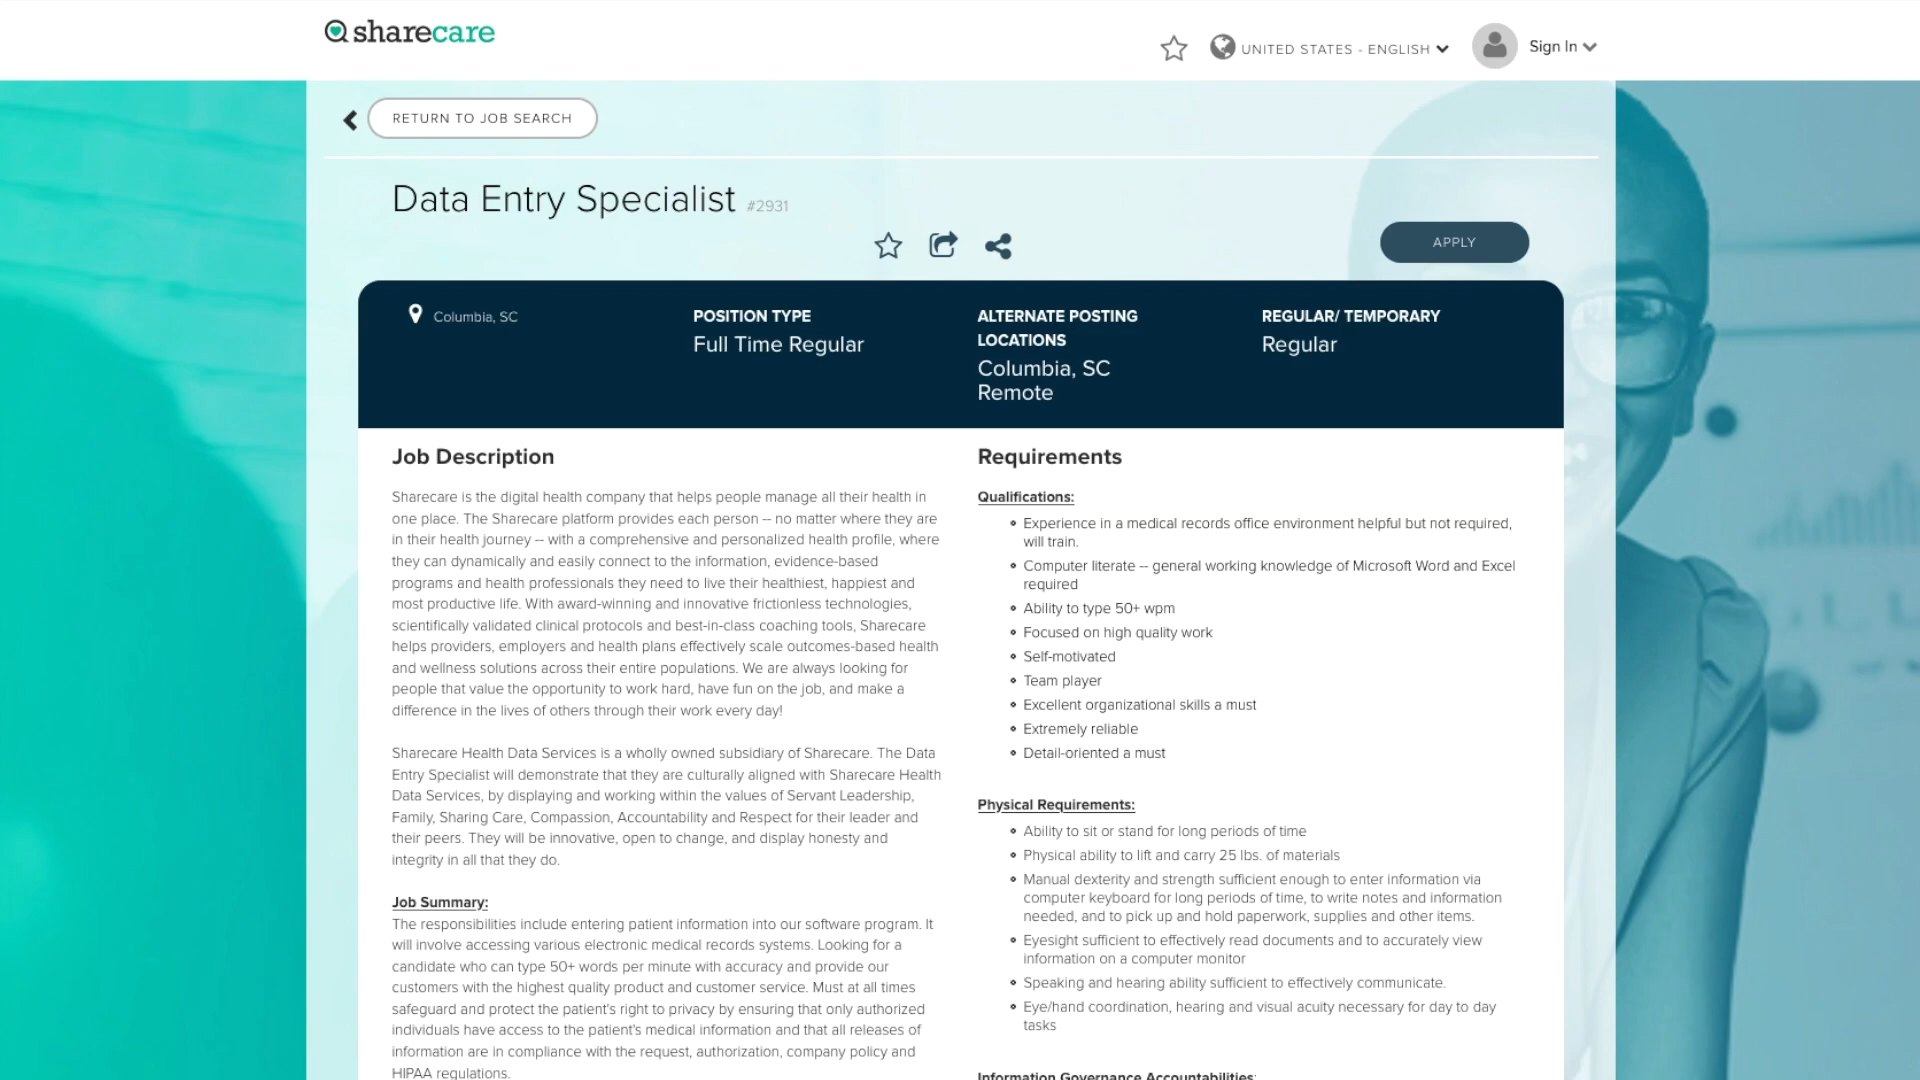 sharecare
UNITED STATES - ENGLISH
Sign In
RETURN TO JOB SEARCH
Data Entry Specialist #2931
APPLY
Columbia, SC
POSITION TYPE
Full Time Regular
ALTERNATE POSTING
LOCATIONS
Columbia, SC
Remote
REGULAR/ TEMPORARY
Regular
Job Description
Sharecare is the digital health company that helps people manage all their health in
one place. The Sharecare platform provides each person -- no matter where they are
in their health journey -- with a comprehensive and personalized health profile, where
they can dynamically and easily connect to the information, evidence-based
programs and health professionals they need to live their healthiest, happiest and
most productive life. With award-winning and innovative frictionless technologies,
scientifically validated clinical protocols and best-in-class coaching tools, Sharecare
helps providers, employers and health plans effectively scale outcomes-based health
and wellness solutions across their entire populations. We are always looking for
people that value the opportunity to work hard, have fun on the job, and make a
difference in the lives of others through their work every day!
Sharecare Health Data Services is a wholly owned subsidiary of Sharecare. The Data
Entry Specialist will demonstrate that they are culturally aligned with Sharecare Health
Data Services, by displaying and working within the values of Servant Leadership,
Family, Sharing Care, Compassion, Accountability and Respect for their leader and
their peers. They will be innovative, open to change, and display honesty and
integrity in all that they do.
Job Summary:
The responsibilities include entering patient information into our software program. It
will involve accessing various electronic medical records systems. Looking for a
candidate who can type 50+ words per minute with accuracy and provide our
customers with the highest quality product and customer service. Must at all times
safeguard and protect the patient's right to privacy by ensuring that only authorized
individuals have access to the patient's medical information and that all releases of
information are in compliance with the request, authorization, company policy and
HIPAA regulations.
Requirements
Qualifications:
Experience in a medical records office environment helpful but not required,
will train.
Computer literate -- general working knowledge of Microsoft Word and Excel
required
Ability to type 50+ wpm
Focused on high quality work
Self-motivated
Team player
Excellent organizational skills a must
Extremely reliable
Detail-oriented a must
Physical Requirements:
Ability to sit or stand for long periods of time
Physical ability to lift and carry 25 lbs. of materials
Manual dexterity and strength sufficient enough to enter information via
computer keyboard for long periods of time, to write notes and information
needed, and to pick up and hold paperwork, supplies and other items.
Eyesight sufficient to effectively read documents and to accurately view
information on a computer monitor
Speaking and hearing ability sufficient to effectively communicate.
Eye/hand coordination, hearing and visual acuity necessary for day to day
tasks
Information Governance Accountabilities: